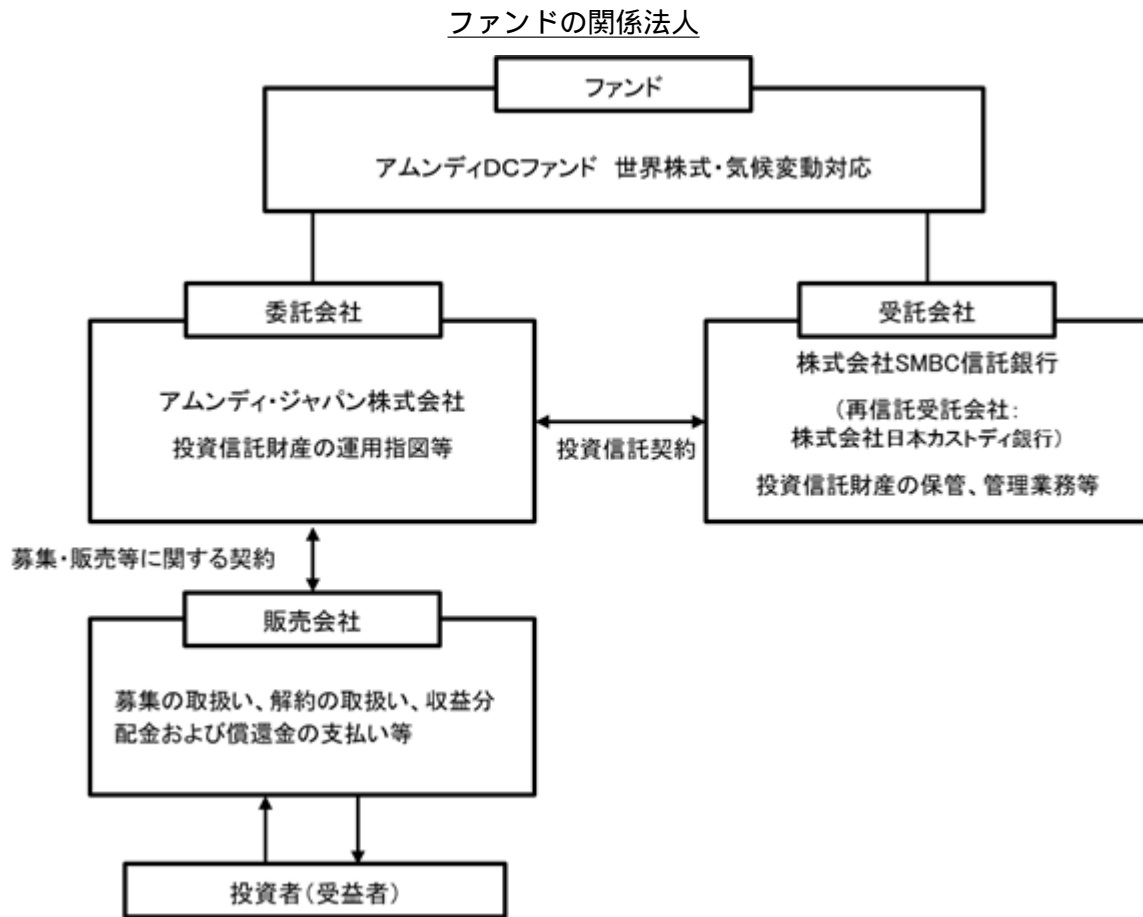 ファンドの関係法人
ファンド
アムンディDCファンド 世界株式・気候変動対応
委託会社
アムンディ・ジャパン株式会社
投資信託財産の運用指図等
投資信託契約
受託会社
株式会社SMBC信託銀行
（再信託受託会社：
株式会社日本カストディ銀行）
投資信託財産の保管、管理業務等
募集・販売等に関する契約
販売会社
募集の取扱い、解約の取扱い、収益分
配金および償還金の支払い等
投資者（受益者）